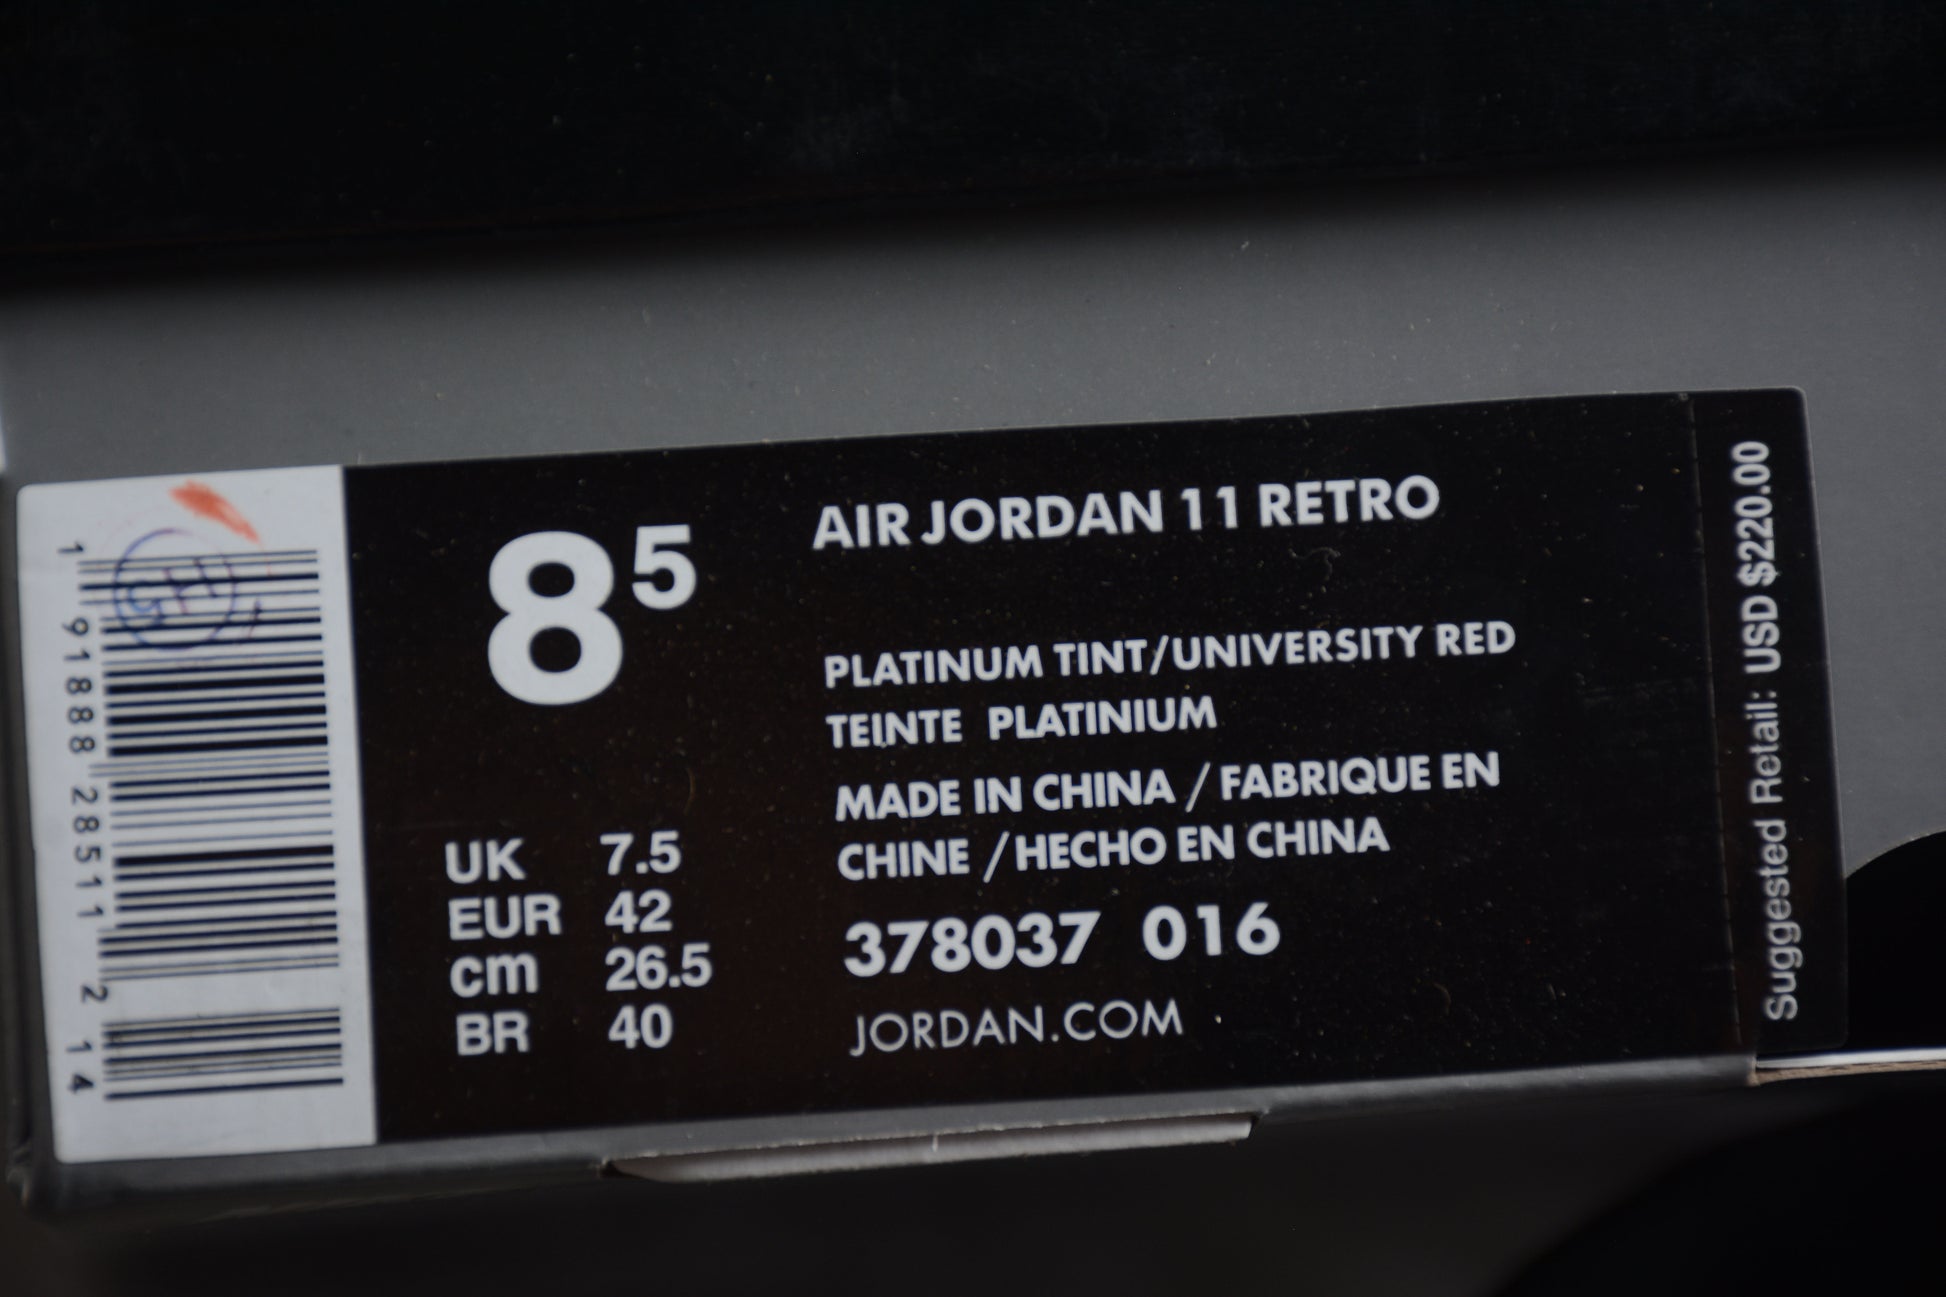 8⁵
AIR JORDAN 11 RETRO
PLATINUM TINT/UNIVERSITY RED
TEINTE PLATINIUM
MADE IN CHINA / FABRIQUE EN
CHINE / HECHO EN CHINA
378037 016
JORDAN.COM
UK 7.5
EUR 42
cm 26.5
BR 40
1 91888 28511 2 14
Suggested Retail: USD $220.00